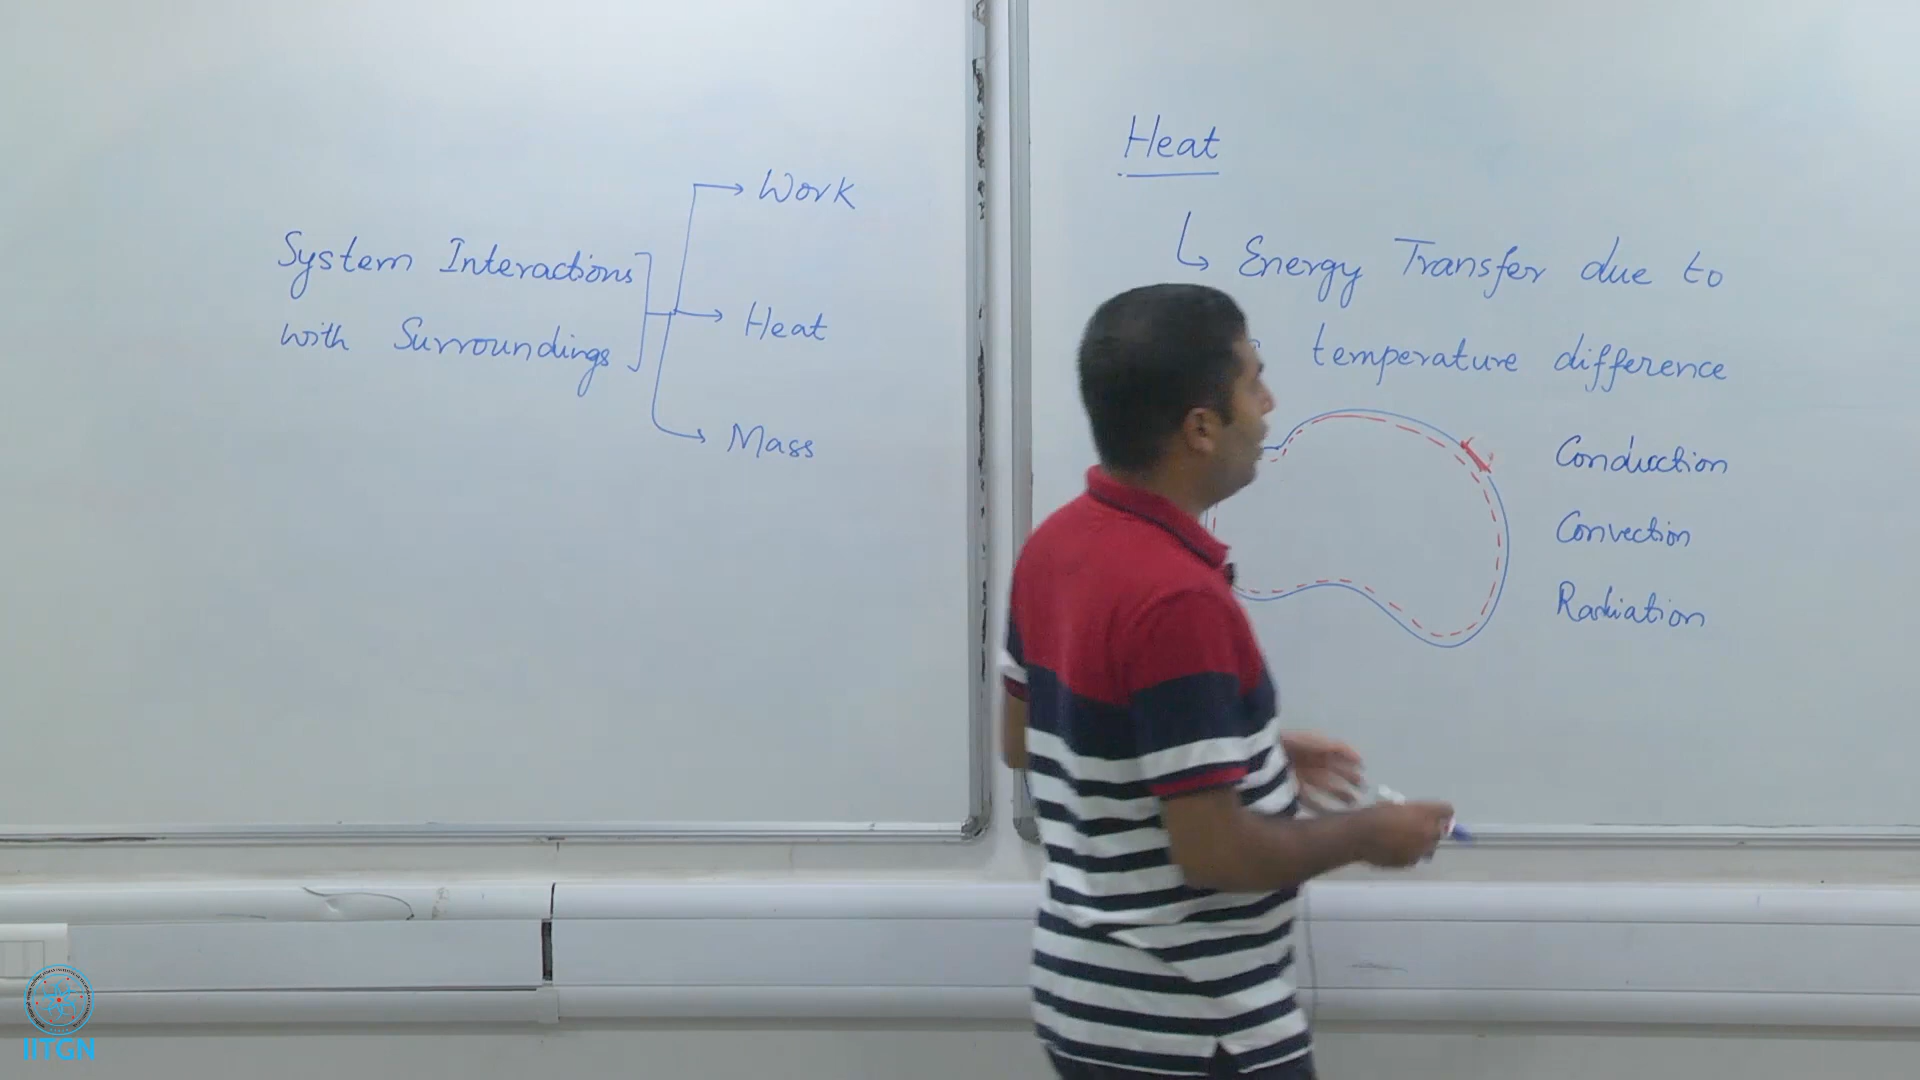 System Interactions
with Surroundings
Work
Heat
Mass
Heat
Energy Transfer due to
temperature difference
Conduction
Convection
Radiation
IITGN